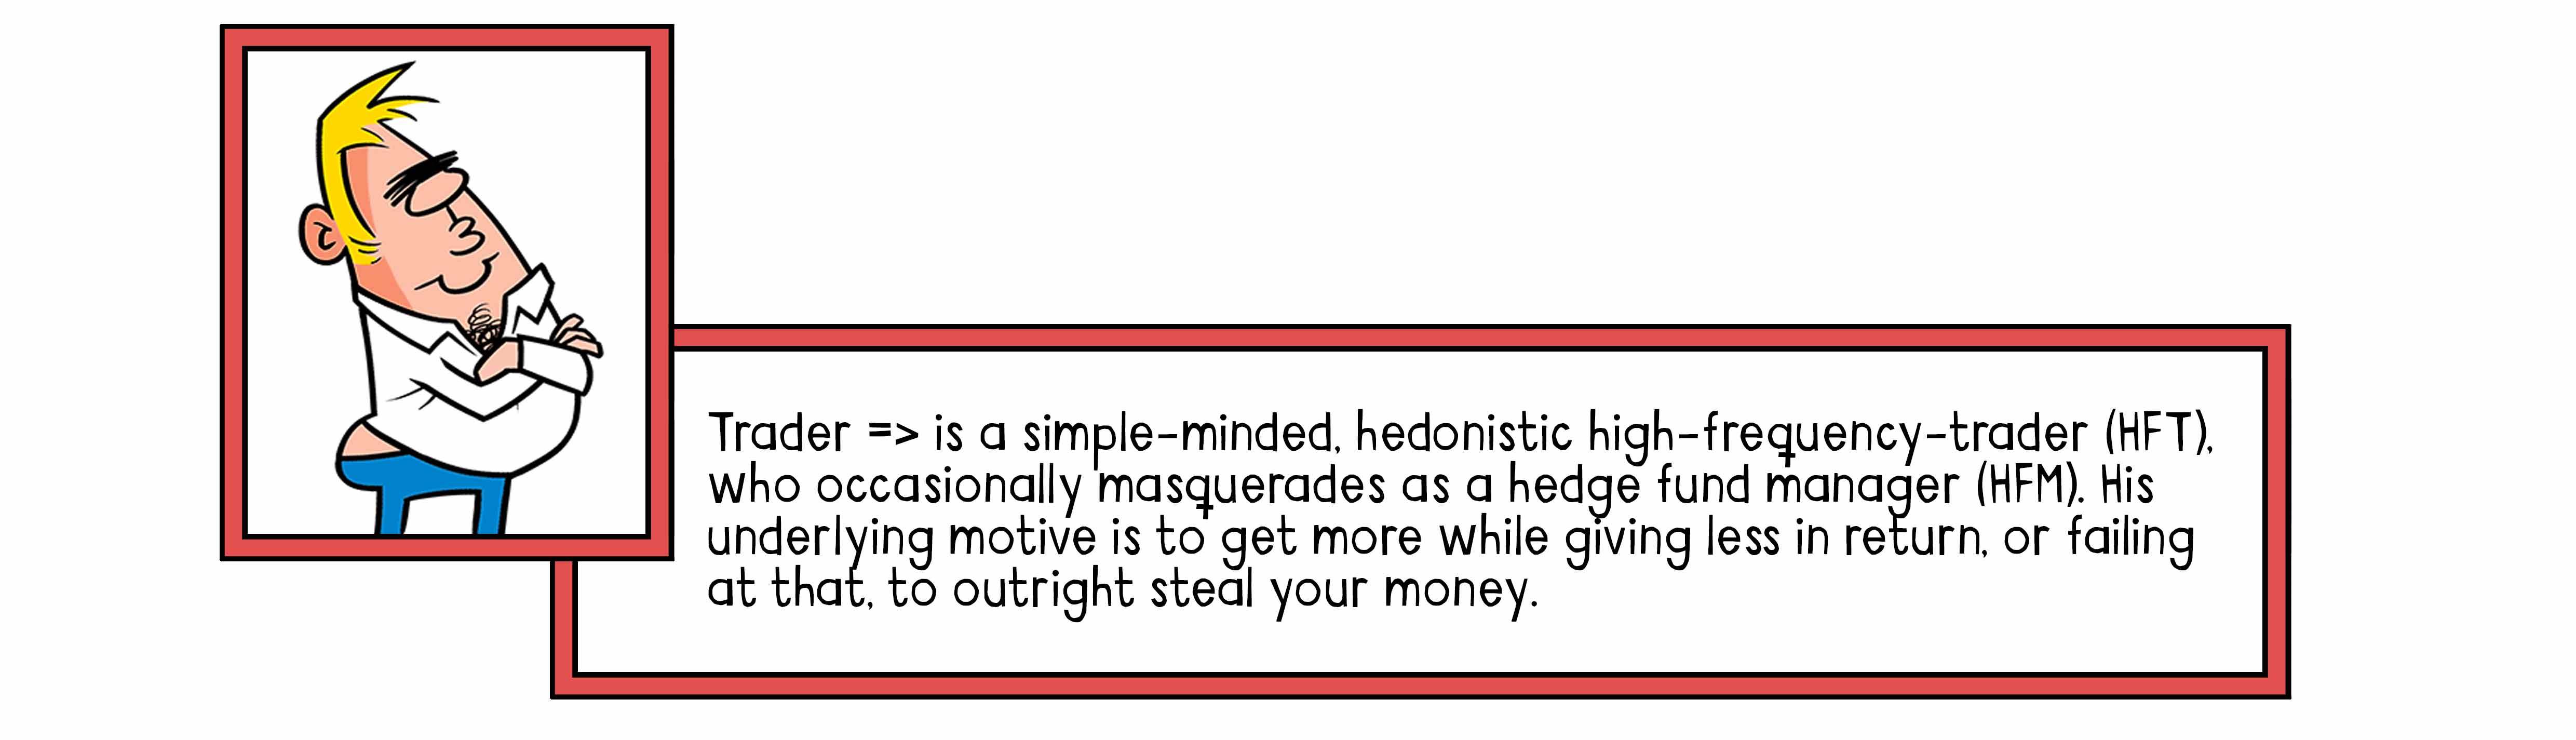 Trader => is a simple-minded, hedonistic high-frequency-trader (HFT),
who occasionally masquerades as a hedge fund manager (HFM). His
underlying motive is to get more while giving less in return, or failing
at that, to outright steal your money.